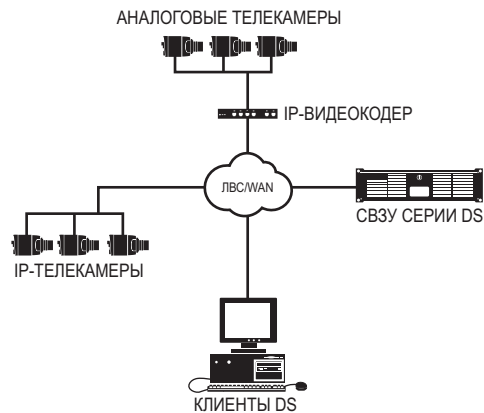 АНАЛОГОВЫЕ ТЕЛЕКАМЕРЫ
IP-ВИДЕОКОДЕР
ЛВС/WAN
СВЗУ СЕРИИ DS
IP-ТЕЛЕКАМЕРЫ
КЛИЕНТЫ DS